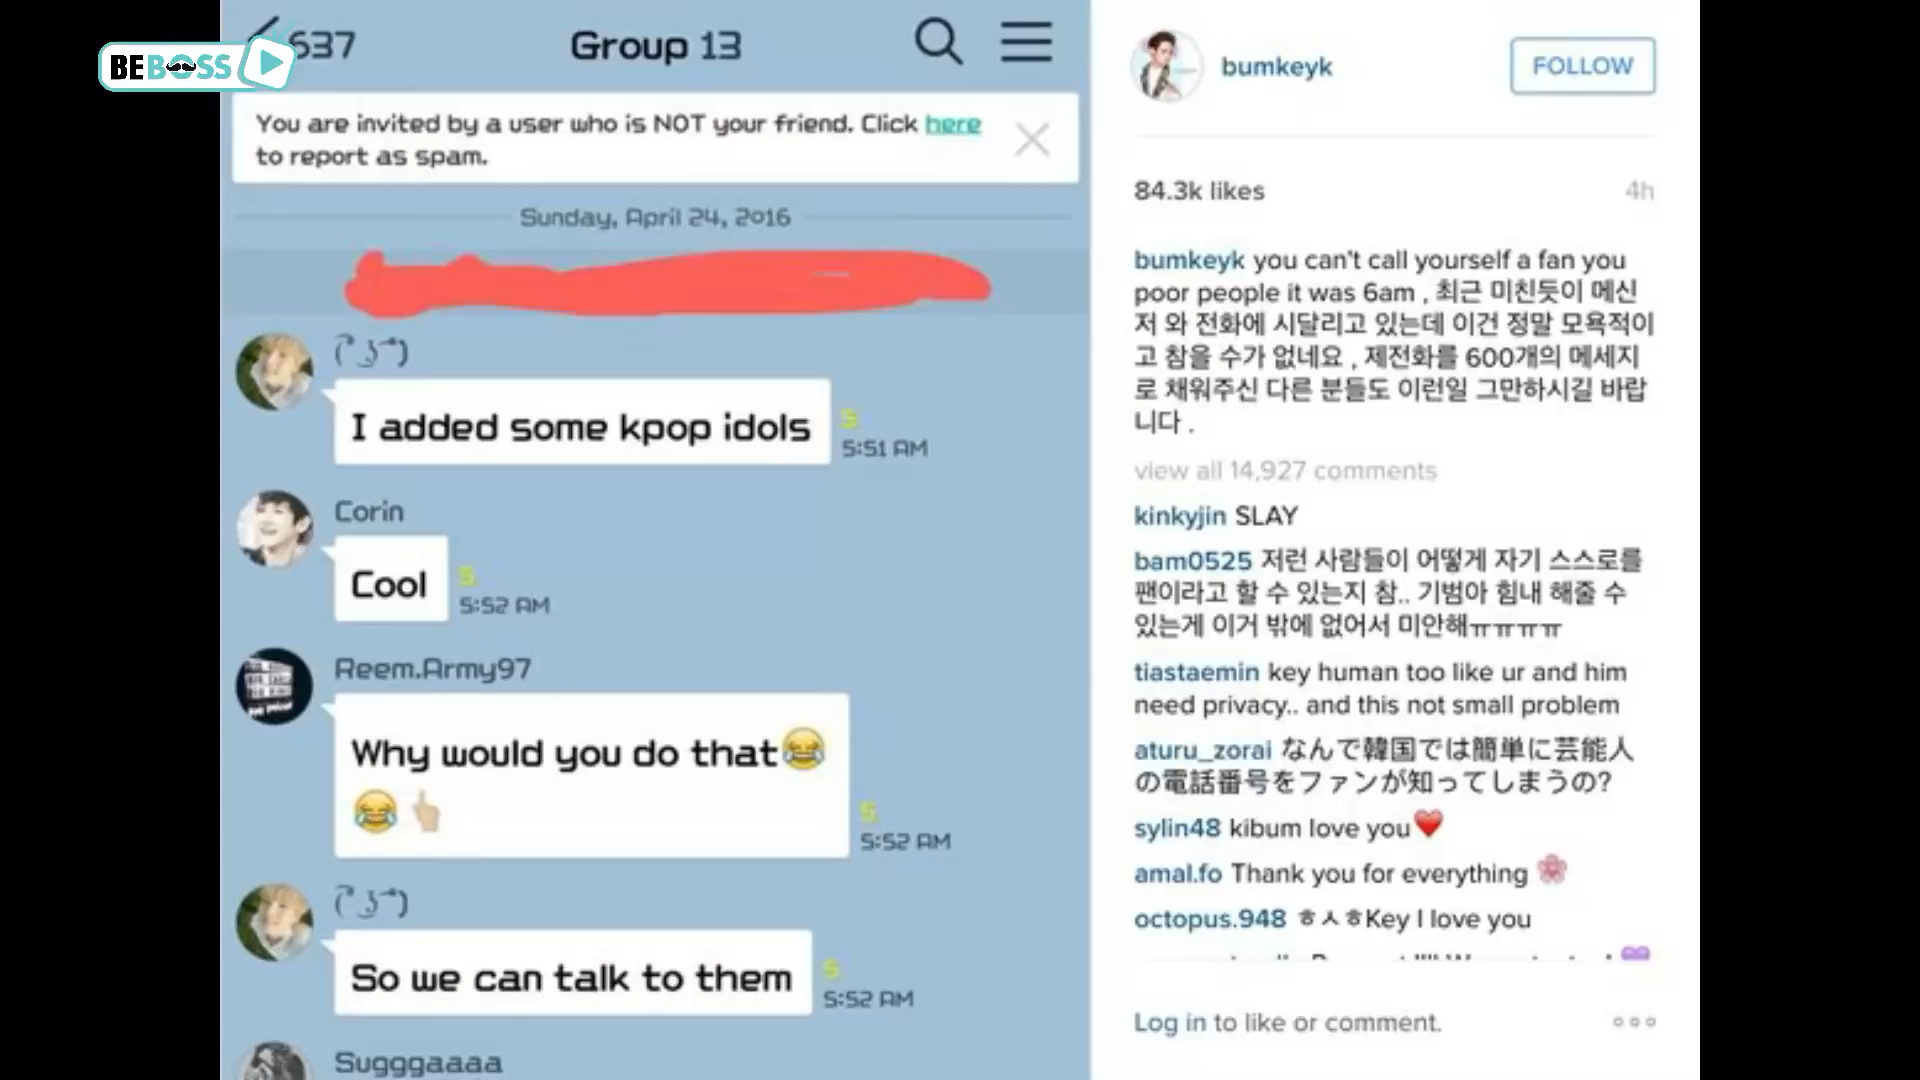 BEBOSS
637
Group 13
You are invited by a user who is NOT your friend. Click here
to report as spam.
Sunday, April 24, 2016
( ͡° ͜ʖ ͡°)
I added some kpop idols
5
5:51 AM
Corin
Cool
5
5:52 AM
Reem.Army97
Why would you do that😂
😂👆🏼
5
5:52 AM
( ͡° ͜ʖ ͡°)
So we can talk to them
5
5:52 AM
Sugggaaaa
bumkeyk
FOLLOW
84.3k likes
4h
bumkeyk you can't call yourself a fan you
poor people it was 6am , 최근 미친듯이 메신
저 와 전화에 시달리고 있는데 이건 정말 모욕적이
고 참을 수가 없네요 , 제전화를 600개의 메세지
로 채워주신 다른 분들도 이런일 그만하시길 바랍
니다 .
view all 14,927 comments
kinkyjin SLAY
bam0525 저런 사람들이 어떻게 자기 스스로를
팬이라고 할 수 있는지 참.. 기범아 힘내 해줄 수
있는게 이거 밖에 없어서 미안해ㅠㅠㅠㅠ
tiastaemin key human too like ur and him
need privacy.. and this not small problem
aturu_zorai なんで韓国では簡単に芸能人
の電話番号をファンが知ってしまうの?
sylin48 kibum love you❤️
amal.fo Thank you for everything 🌸
octopus.948 ㅎㅅㅎKey I love you
Log in to like or comment.